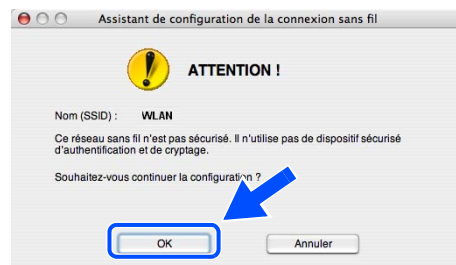 Assistant de configuration de la connexion sans fil
ATTENTION !
Nom (SSID) : WLAN
Ce réseau sans fil n'est pas sécurisé. Il n'utilise pas de dispositif sécurisé
d'authentification et de cryptage.
Souhaitez-vous continuer la configuration ?
OK Annuler